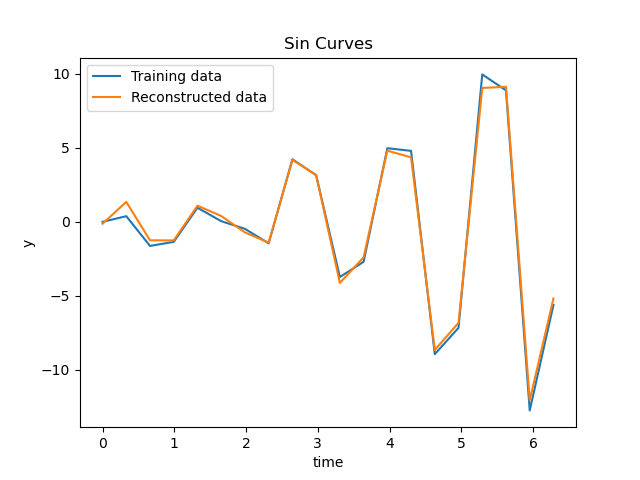 Sin Curves
Training data
Reconstructed data
10
5
0
−5
−10
y
0 1 2 3 4 5 6
time